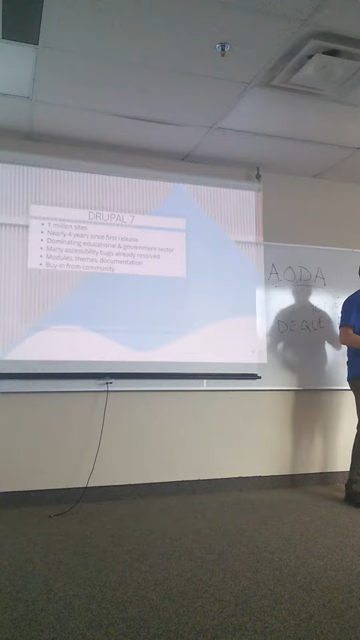 DRUPAL 7
• 1 million sites
• Nearly 4 years since first release
• Dominating educational & government sector
• Many accessibility bugs already resolved
• Modules, themes, documentation
• Buy-in from community
AODA
DEQUE